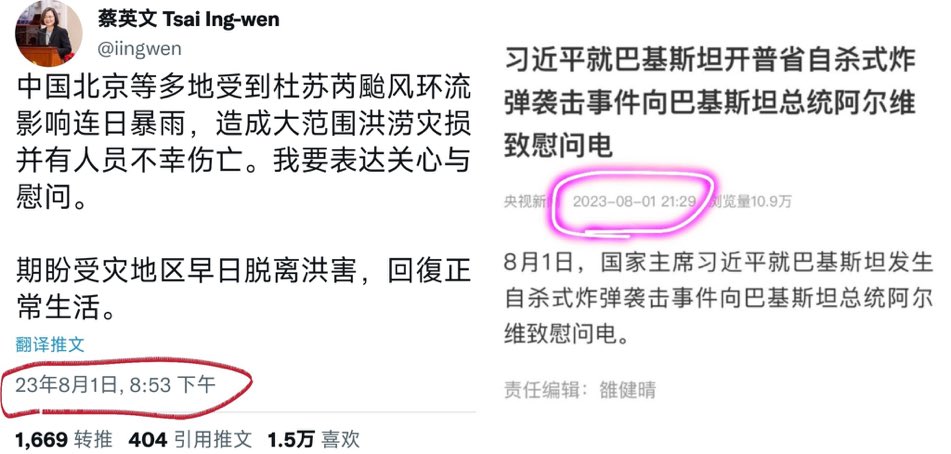 蔡英文 Tsai Ing-wen
@iingwen
中国北京等多地受到杜苏芮颱风环流
影响连日暴雨，造成大范围洪涝灾损
并有人员不幸伤亡。我要表达关心与
慰问。
期盼受灾地区早日脱离洪害，回復正
常生活。
翻译推文
23年8月1日, 8:53 下午
1,669 转推 404 引用推文 1.5万 喜欢
习近平就巴基斯坦开普省自杀式炸
弹袭击事件向巴基斯坦总统阿尔维
致慰问电
央视新 2023-08-01 21:29 浏览量10.9万
8月1日，国家主席习近平就巴基斯坦发生
自杀式炸弹袭击事件向巴基斯坦总统阿尔
维致慰问电。
责任编辑：雒健晴